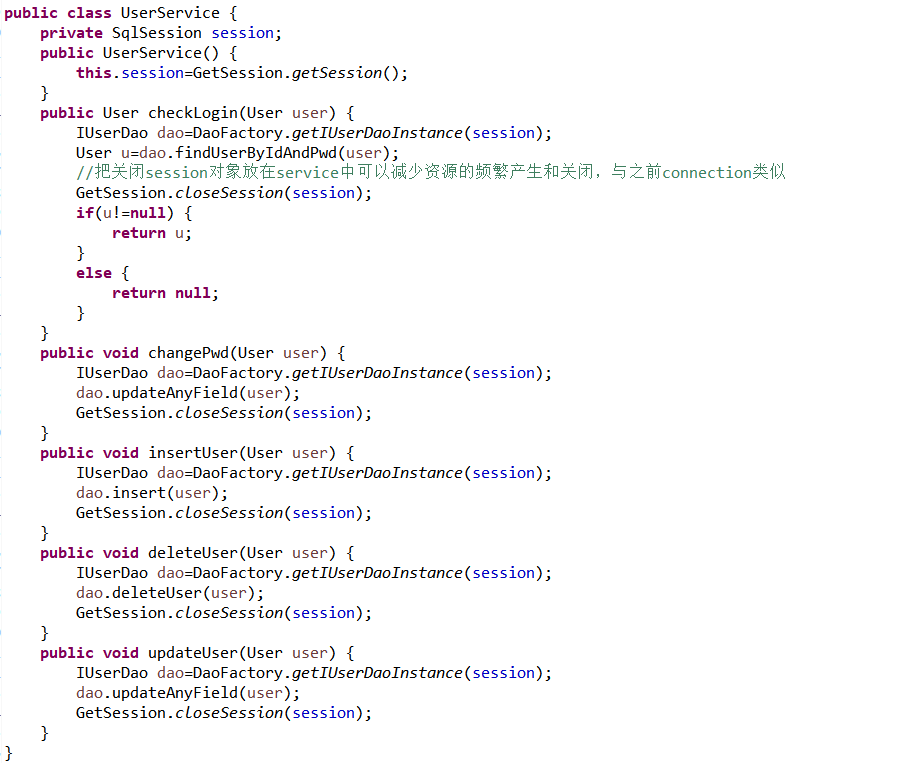 public class UserService {
    private SqlSession session;
    public UserService() {
        this.session=GetSession.getSession();
    }
    public User checkLogin(User user) {
        IUserDao dao=DaoFactory.getIUserDaoInstance(session);
        User u=dao.findUserByIdAndPwd(user);
        //把关闭session对象放在service中可以减少资源的频繁产生和关闭，与之前connection类似
        GetSession.closeSession(session);
        if(u!=null) {
            return u;
        }
        else {
            return null;
        }
    }
    public void changePwd(User user) {
        IUserDao dao=DaoFactory.getIUserDaoInstance(session);
        dao.updateAnyField(user);
        GetSession.closeSession(session);
    }
    public void insertUser(User user) {
        IUserDao dao=DaoFactory.getIUserDaoInstance(session);
        dao.insert(user);
        GetSession.closeSession(session);
    }
    public void deleteUser(User user) {
        IUserDao dao=DaoFactory.getIUserDaoInstance(session);
        dao.deleteUser(user);
        GetSession.closeSession(session);
    }
    public void updateUser(User user) {
        IUserDao dao=DaoFactory.getIUserDaoInstance(session);
        dao.updateAnyField(user);
        GetSession.closeSession(session);
    }
}